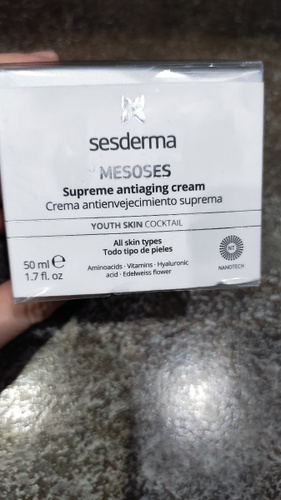 sesderma
MESOSES
Supreme antiaging cream
Crema antienvejecimiento suprema
YOUTH SKIN COCKTAIL
All skin types
Todo tipo de pieles
50 ml ℮
1.7 fl. oz
Aminoacids · Vitamins · Hyaluronic
acid · Edelweiss flower
NT
NANOTECH